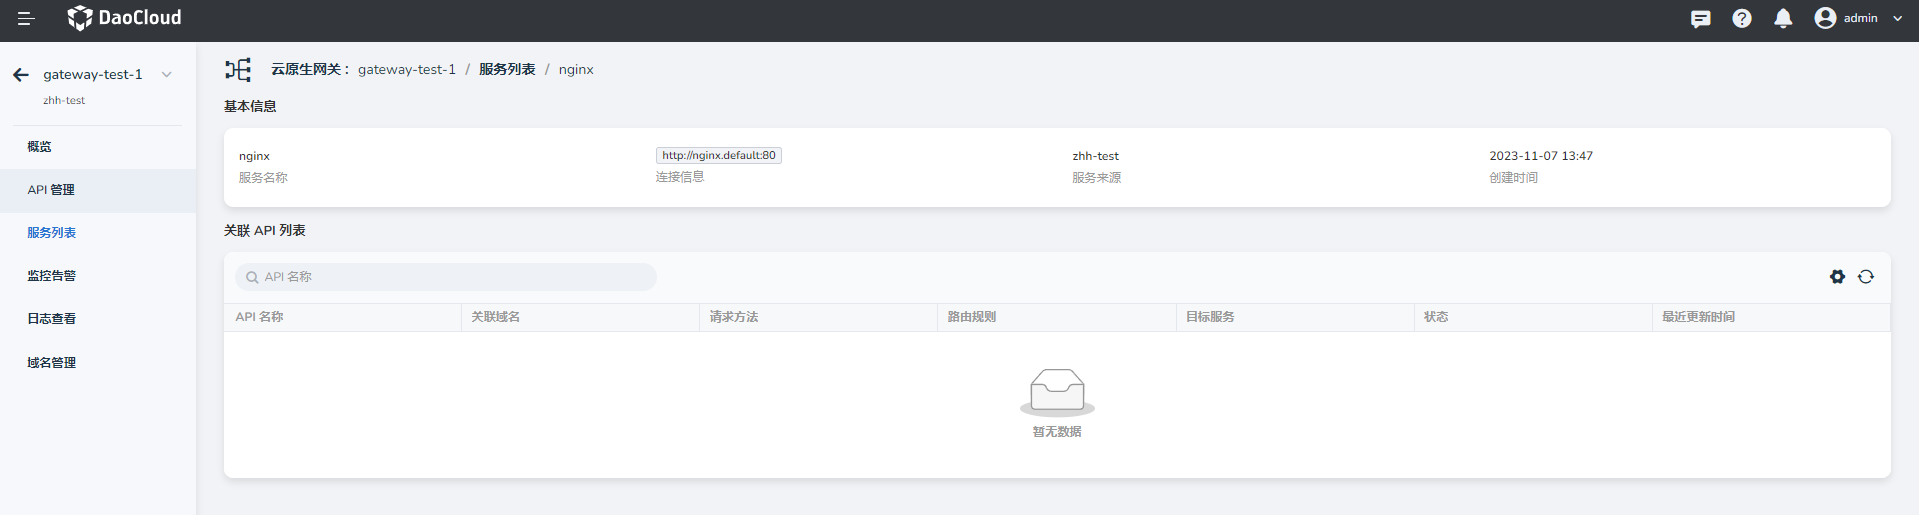 DaoCloud
admin
gateway-test-1
zhh-test
概览
API 管理
服务列表
监控告警
日志查看
域名管理
云原生网关： gateway-test-1 / 服务列表 / nginx
基本信息
nginx
服务名称
http://nginx.default:80
连接信息
zhh-test
服务来源
2023-11-07 13:47
创建时间
关联 API 列表
API 名称
API 名称 关联域名 请求方法 路由规则 目标服务 状态 最近更新时间
暂无数据